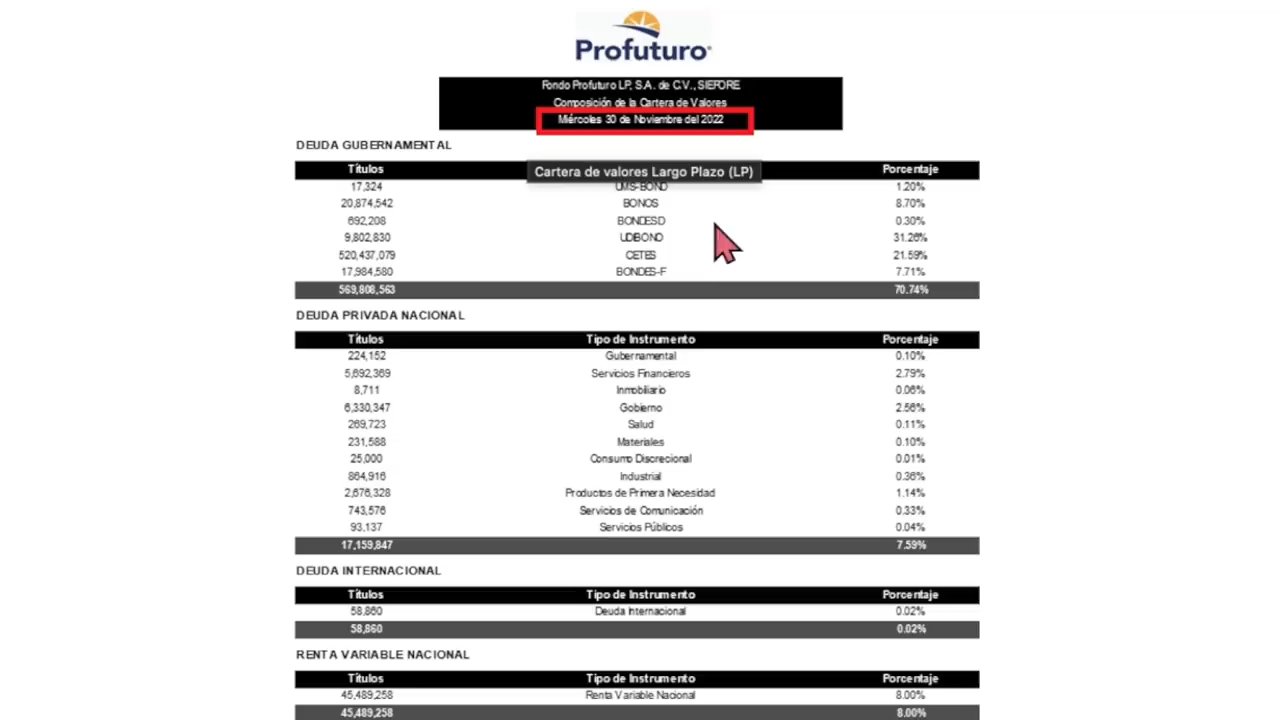 Profuturo
Fondo Profuturo LP, S.A. de C.V., SIEFORE
Composición de la Cartera de Valores
Miércoles 30 de Noviembre del 2022
DEUDA GUBERNAMENTAL
Títulos Cartera de valores Largo Plazo (LP) Porcentaje
17,324 UMS-BOND 1.20%
20,874,542 BONOS 8.70%
692,208 BONDESD 0.30%
9,802,830 UDIBONO 31.26%
520,437,079 CETES 21.59%
17,984,580 BONDES-F 7.71%
569,808,563 70.74%
DEUDA PRIVADA NACIONAL
Títulos Tipo de Instrumento Porcentaje
224,152 Gubernamental 0.10%
5,692,369 Servicios Financieros 2.79%
8,711 Inmobiliario 0.06%
6,330,347 Gobierno 2.56%
269,723 Salud 0.11%
231,588 Materiales 0.10%
25,000 Consumo Discrecional 0.01%
864,916 Industrial 0.36%
2,676,328 Productos de Primera Necesidad 1.14%
743,576 Servicios de Comunicación 0.33%
93,137 Servicios Públicos 0.04%
17,159,847 7.59%
DEUDA INTERNACIONAL
Títulos Tipo de Instrumento Porcentaje
58,860 Deuda Internacional 0.02%
58,860 0.02%
RENTA VARIABLE NACIONAL
Títulos Tipo de Instrumento Porcentaje
45,489,258 Renta Variable Nacional 8.00%
45,489,258 8.00%